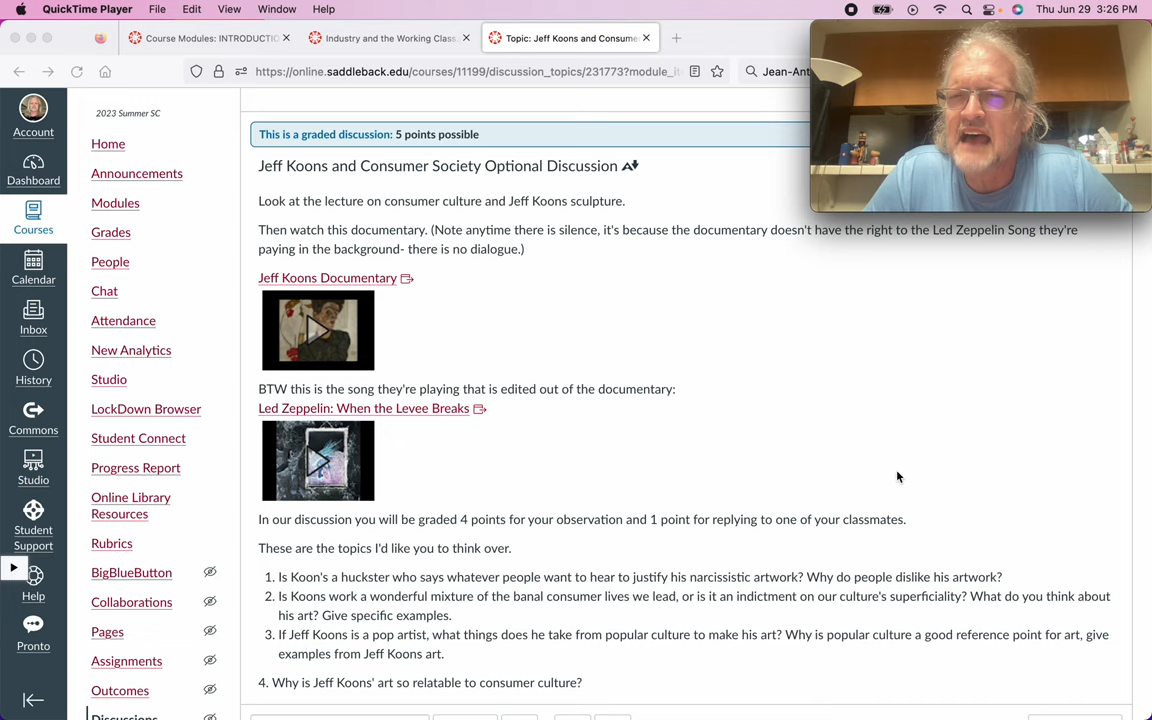 QuickTime Player File Edit View Window Help Thu Jun 29 3:26 PM
Course Modules: INTRODUCTIO
Industry and the Working Class
Topic: Jeff Koons and Consume
https://online.saddleback.edu/courses/11199/discussion_topics/231773?module_it
Jean-Ant
Account
Dashboard
Courses
Calendar
Inbox
History
Commons
Studio
Student
Support
Help
Pronto
2023 Summer SC
Home
Announcements
Modules
Grades
People
Chat
Attendance
New Analytics
Studio
LockDown Browser
Student Connect
Progress Report
Online Library
Resources
Rubrics
BigBlueButton
Collaborations
Pages
Assignments
Outcomes
Discussions
This is a graded discussion: 5 points possible
Jeff Koons and Consumer Society Optional Discussion
Look at the lecture on consumer culture and Jeff Koons sculpture.
Then watch this documentary. (Note anytime there is silence, it's because the documentary doesn't have the right to the Led Zeppelin Song they're
paying in the background- there is no dialogue.)
Jeff Koons Documentary
BTW this is the song they're playing that is edited out of the documentary:
Led Zeppelin: When the Levee Breaks
In our discussion you will be graded 4 points for your observation and 1 point for replying to one of your classmates.
These are the topics I'd like you to think over.
1. Is Koon's a huckster who says whatever people want to hear to justify his narcissistic artwork? Why do people dislike his artwork?
2. Is Koons work a wonderful mixture of the banal consumer lives we lead, or is it an indictment on our culture's superficiality? What do you think about
his art? Give specific examples.
3. If Jeff Koons is a pop artist, what things does he take from popular culture to make his art? Why is popular culture a good reference point for art, give
examples from Jeff Koons art.
4. Why is Jeff Koons' art so relatable to consumer culture?